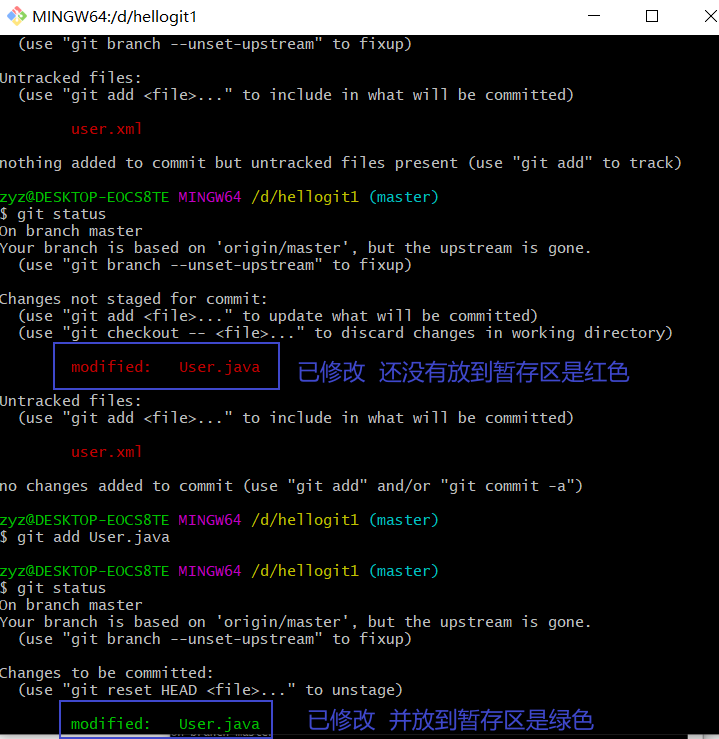 MINGW64:/d/hellogit1
(use "git branch --unset-upstream" to fixup)
Untracked files:
(use "git add <file>..." to include in what will be committed)
user.xml
nothing added to commit but untracked files present (use "git add" to track)
zyz@DESKTOP-EOCS8TE MINGW64 /d/hellogit1 (master)
$ git status
On branch master
Your branch is based on 'origin/master', but the upstream is gone.
(use "git branch --unset-upstream" to fixup)
Changes not staged for commit:
(use "git add <file>..." to update what will be committed)
(use "git checkout -- <file>..." to discard changes in working directory)
modified: User.java 已修改 还没有放到暂存区是红色
Untracked files:
(use "git add <file>..." to include in what will be committed)
user.xml
no changes added to commit (use "git add" and/or "git commit -a")
zyz@DESKTOP-EOCS8TE MINGW64 /d/hellogit1 (master)
$ git add User.java
zyz@DESKTOP-EOCS8TE MINGW64 /d/hellogit1 (master)
$ git status
On branch master
Your branch is based on 'origin/master', but the upstream is gone.
(use "git branch --unset-upstream" to fixup)
Changes to be committed:
(use "git reset HEAD <file>..." to unstage)
modified: User.java 已修改 并放到暂存区是绿色